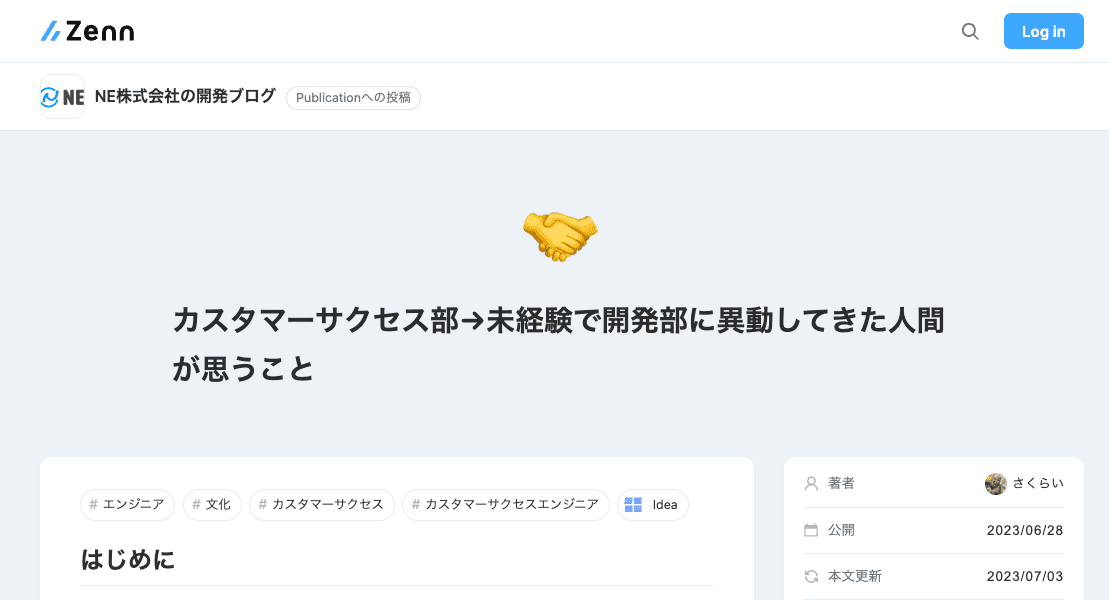 Zenn
Log in
NE
NE株式会社の開発ブログ
Publicationへの投稿
カスタマーサクセス部→未経験で開発部に異動してきた人間
が思うこと
# エンジニア
# 文化
# カスタマーサクセス
# カスタマーサクセスエンジニア
Idea
はじめに
著者
さくらい
公開
2023/06/28
本文更新
2023/07/03